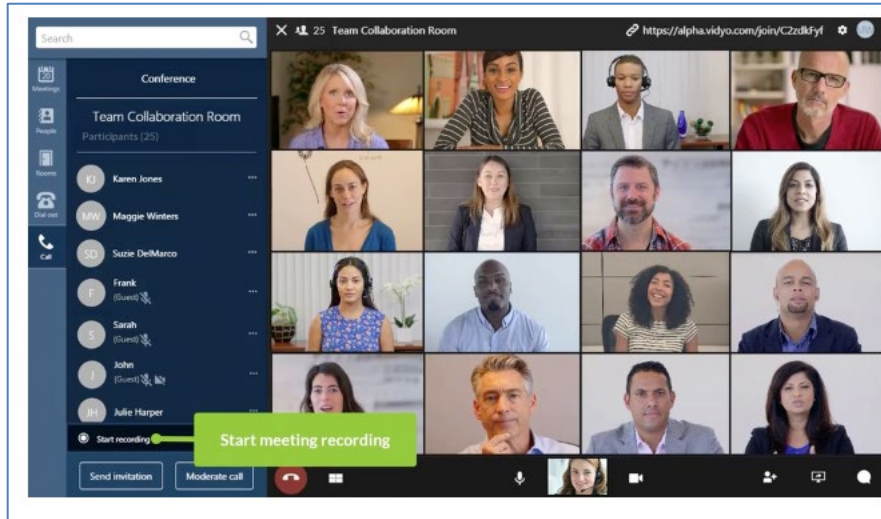 Search
25 Team Collaboration Room
https://alpha.vidyo.com/join/C2zdkFyf
20
Meetings
People
Rooms
Dial out
Call
Conference
Team Collaboration Room
Participants (25)
KJ Karen Jones
MW Maggie Winters
SD Suzie DelMarco
F Frank
(Guest)
S Sarah
(Guest)
J John
(Guest)
JH Julie Harper
Start recording
Start meeting recording
Send invitation
Moderate call